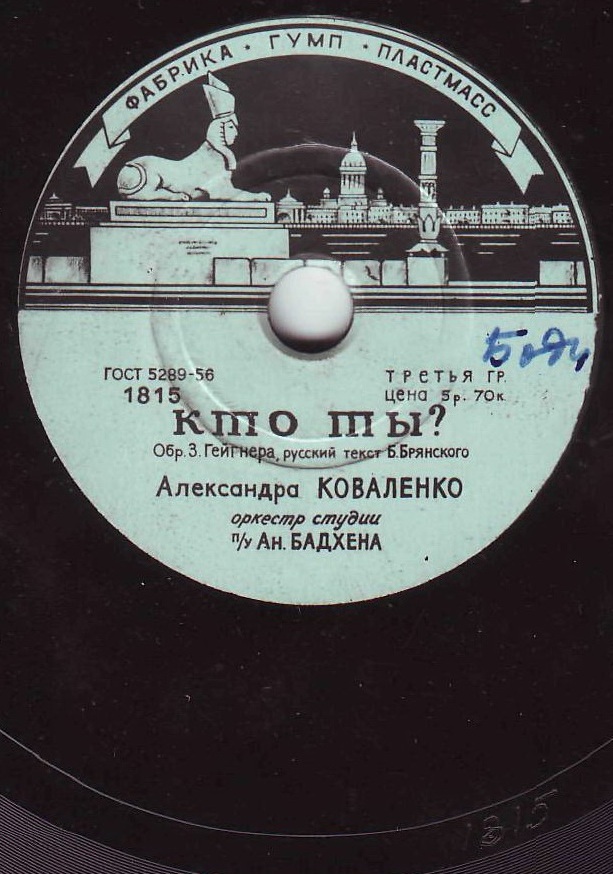 ФАБРИКА · ГУМП · ПЛАСТМАСС
ГОСТ 5289-56
ТРЕТЬЯ ГР.
1815
цена 5р. 70к
КТО ТЫ?
Обр. З. Гейгнера, русский текст Б. Брянского
Александра КОВАЛЕНКО
оркестр студии
п/у Ан. БАДХЕНА
1815